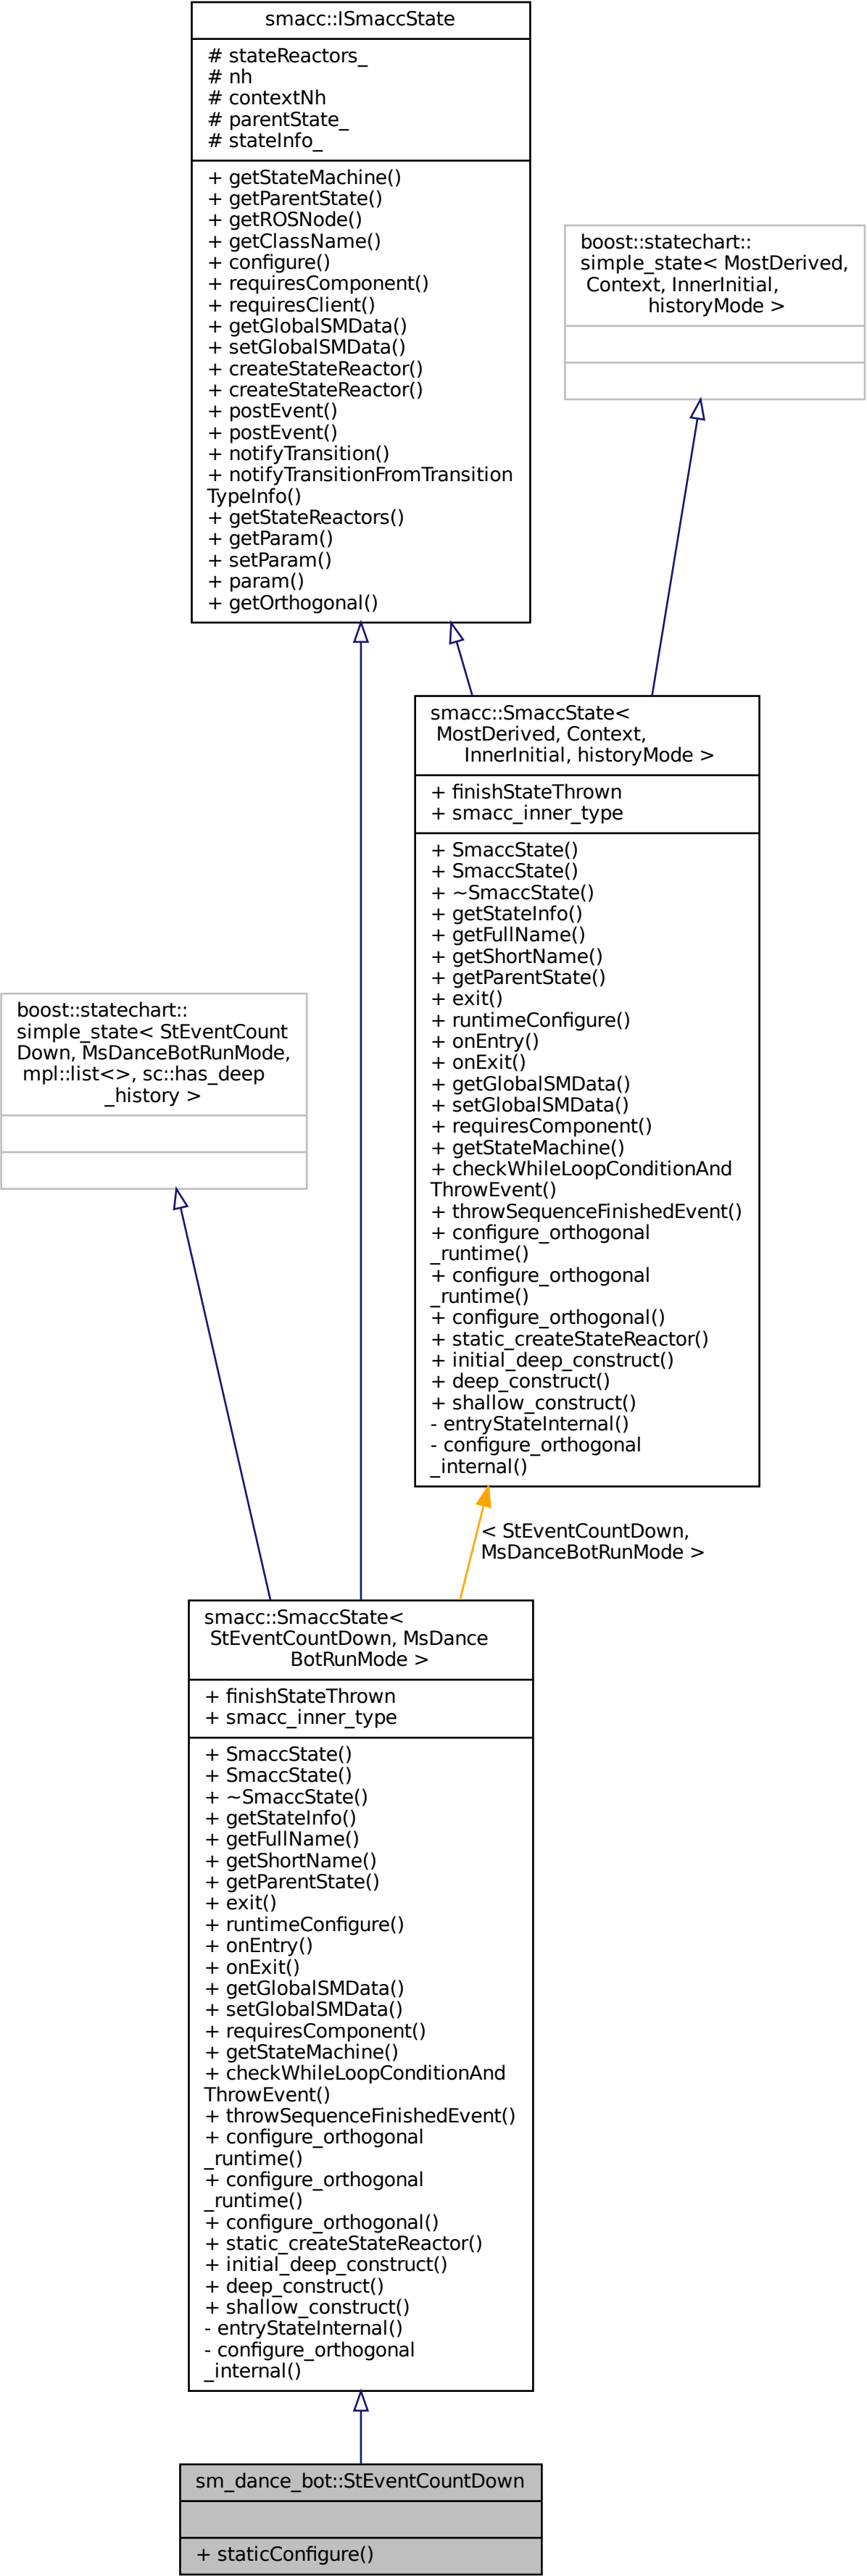 smacc::ISmaccState
# stateReactors_
# nh
# contextNh
# parentState_
# stateInfo_
+ getStateMachine()
+ getParentState()
+ getROSNode()
+ getClassName()
+ configure()
+ requiresComponent()
+ requiresClient()
+ getGlobalSMData()
+ setGlobalSMData()
+ createStateReactor()
+ createStateReactor()
+ postEvent()
+ postEvent()
+ notifyTransition()
+ notifyTransitionFromTransition
TypeInfo()
+ getStateReactors()
+ getParam()
+ setParam()
+ param()
+ getOrthogonal()
boost::statechart::
simple_state< MostDerived,
Context, InnerInitial,
historyMode >
smacc::SmaccState<
MostDerived, Context,
InnerInitial, historyMode >
+ finishStateThrown
+ smacc_inner_type
+ SmaccState()
+ SmaccState()
+ ~SmaccState()
+ getStateInfo()
+ getFullName()
+ getShortName()
+ getParentState()
+ exit()
+ runtimeConfigure()
+ onEntry()
+ onExit()
+ getGlobalSMData()
+ setGlobalSMData()
+ requiresComponent()
+ getStateMachine()
+ checkWhileLoopConditionAnd
ThrowEvent()
+ throwSequenceFinishedEvent()
+ configure_orthogonal
_runtime()
+ configure_orthogonal
_runtime()
+ configure_orthogonal()
+ static_createStateReactor()
+ initial_deep_construct()
+ deep_construct()
+ shallow_construct()
- entryStateInternal()
- configure_orthogonal
_internal()
boost::statechart::
simple_state< StEventCount
Down, MsDanceBotRunMode,
mpl::list<>, sc::has_deep
_history >
< StEventCountDown,
MsDanceBotRunMode >
smacc::SmaccState<
StEventCountDown, MsDance
BotRunMode >
+ finishStateThrown
+ smacc_inner_type
+ SmaccState()
+ SmaccState()
+ ~SmaccState()
+ getStateInfo()
+ getFullName()
+ getShortName()
+ getParentState()
+ exit()
+ runtimeConfigure()
+ onEntry()
+ onExit()
+ getGlobalSMData()
+ setGlobalSMData()
+ requiresComponent()
+ getStateMachine()
+ checkWhileLoopConditionAnd
ThrowEvent()
+ throwSequenceFinishedEvent()
+ configure_orthogonal
_runtime()
+ configure_orthogonal
_runtime()
+ configure_orthogonal()
+ static_createStateReactor()
+ initial_deep_construct()
+ deep_construct()
+ shallow_construct()
- entryStateInternal()
- configure_orthogonal
_internal()
sm_dance_bot::StEventCountDown
+ staticConfigure()